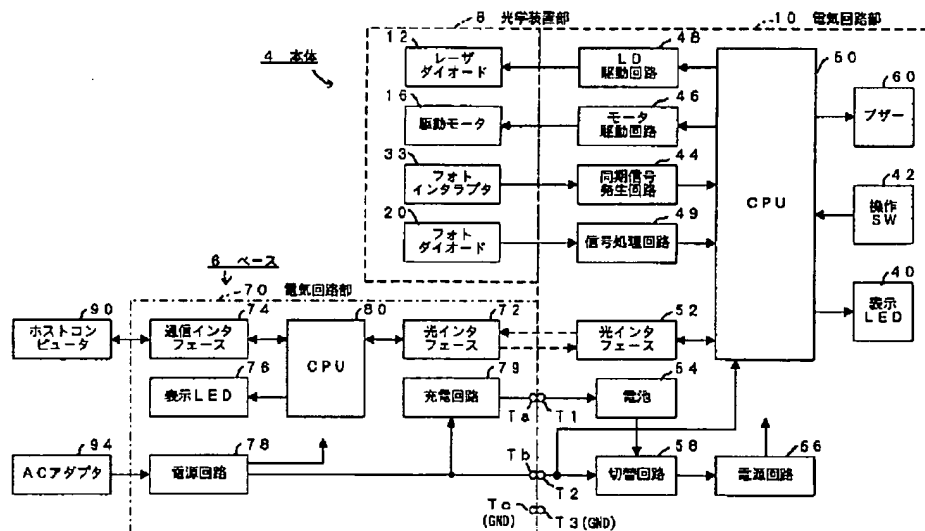 8 光学装置部
10 電気回路部
4 本体
12
レーザ
ダイオード
48
LD
駆動回路
50
60
ブザー
16
駆動モータ
46
モータ
駆動回路
33
フォト
インタラプタ
44
同期信号
発生回路
CPU
42
操作
SW
20
フォト
ダイオード
49
信号処理回路
6 ベース
70 電気回路部
40
表示
LED
90
ホストコン
ピュータ
74
通信インタ
フェース
80
CPU
72
光インタ
フェース
52
光インタ
フェース
76
表示LED
79
充電回路
54
電池
Ta
T1
94
ACアダプタ
78
電源回路
Tb
T2
58
切替回路
56
電源回路
Tc
(GND)
T3(GND)